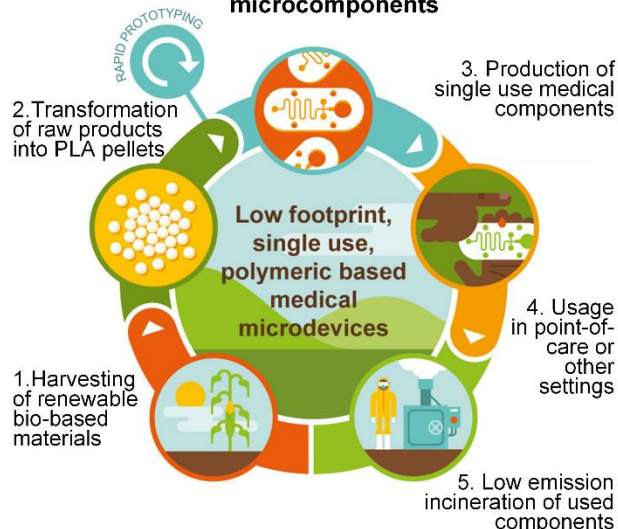 microcomponents
RAPID PROTOTYPING
3. Production of
single use medical
components
2.Transformation
of raw products
into PLA pellets
Low footprint,
single use,
polymeric based
medical
microdevices
4. Usage
in point-of-
care or
other
settings
1.Harvesting
of renewable
bio-based
materials
5. Low emission
incineration of used
components